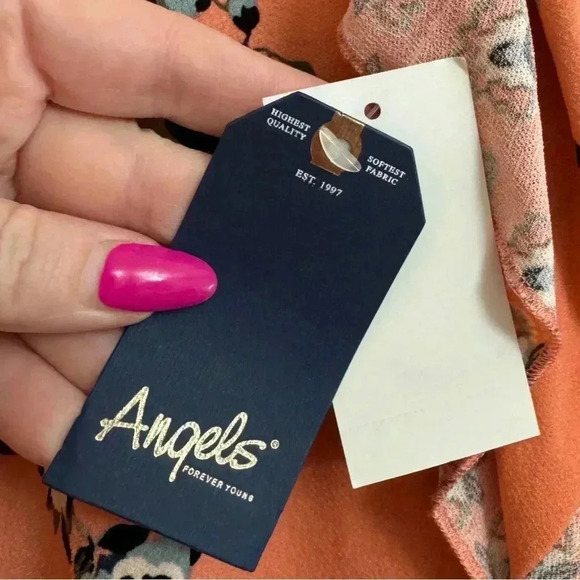 HIGHEST
QUALITY
SOFTEST
FABRIC
EST. 1997
Angels®
FOREVER YOUNG